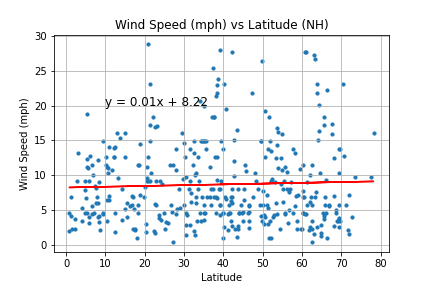 Wind Speed (mph) vs Latitude (NH)
30
25
20
15
10
5
0
Wind Speed (mph)
y = 0.01x + 8.22
0 10 20 30 40 50 60 70 80
Latitude